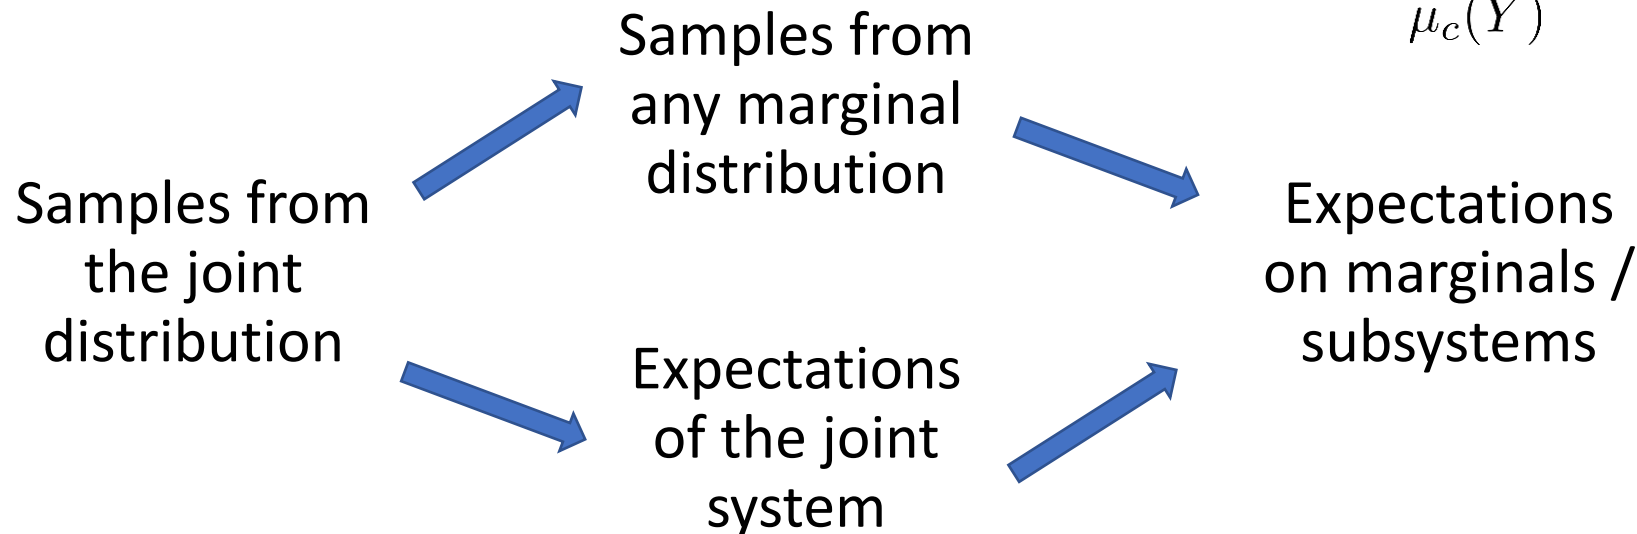 μ_c(Y)
Samples from
any marginal
distribution
Samples from
the joint
distribution
Expectations
of the joint
system
Expectations
on marginals /
subsystems